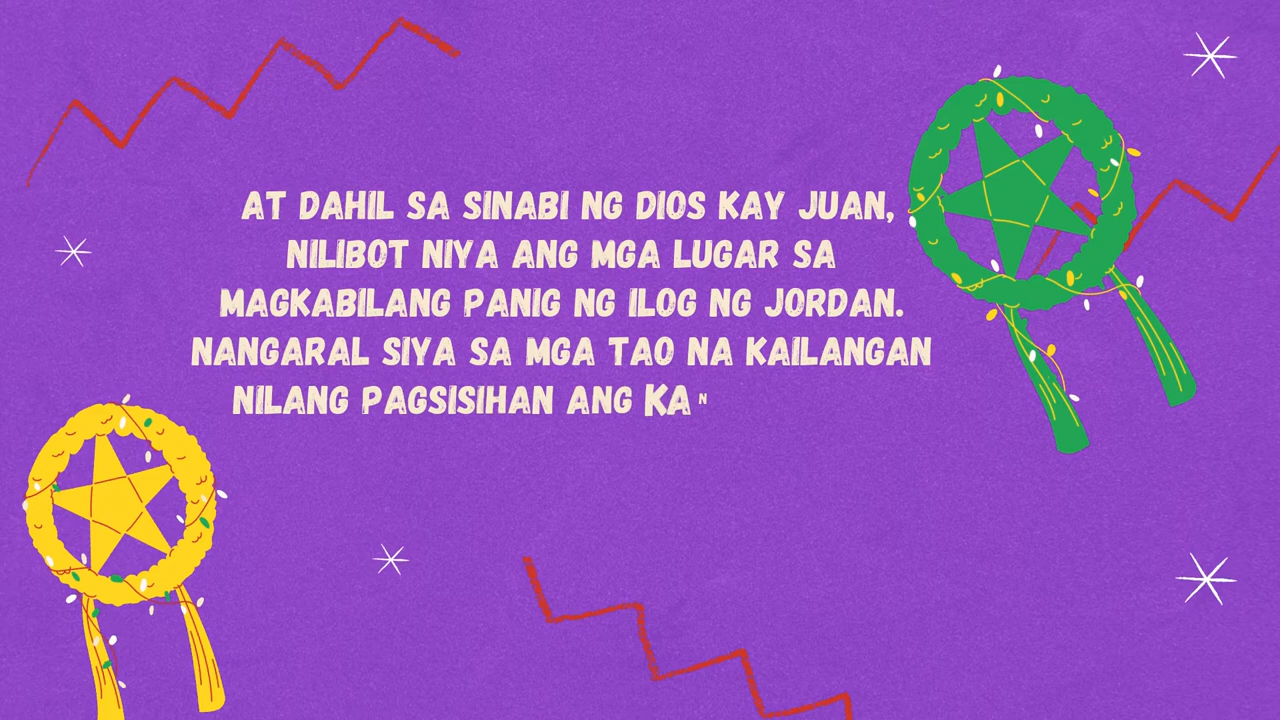 AT DAHIL SA SINABI NG DIOS KAY JUAN,
NILIBOT NIYA ANG MGA LUGAR SA
MAGKABILANG PANIG NG ILOG NG JORDAN.
NANGARAL SIYA SA MGA TAO NA KAILANGAN
NILANG PAGSISIHAN ANG KAN